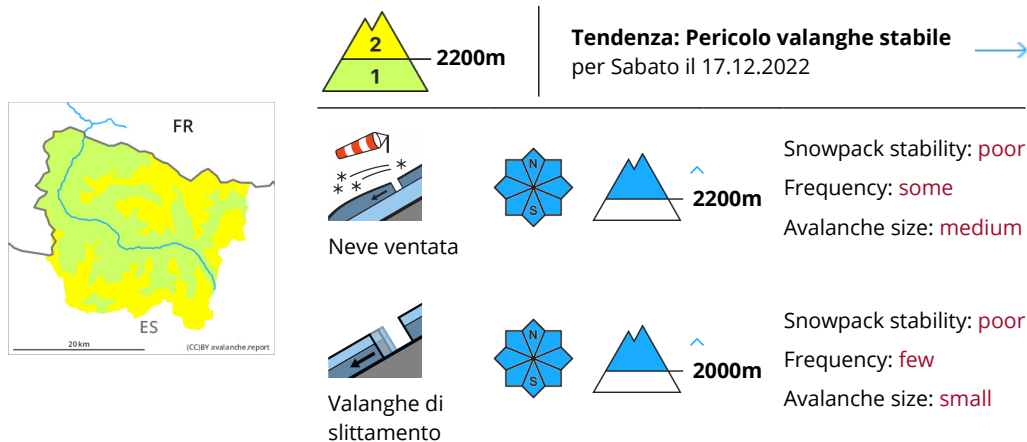 2
1
2200m
Tendenza: Pericolo valanghe stabile
per Sabato il 17.12.2022
FR
ES
20 km
(CC)BY avalanche.report
Neve ventata
N
S
2200m
Snowpack stability: poor
Frequency: some
Avalanche size: medium
Valanghe di
slittamento
N
S
2000m
Snowpack stability: poor
Frequency: few
Avalanche size: small